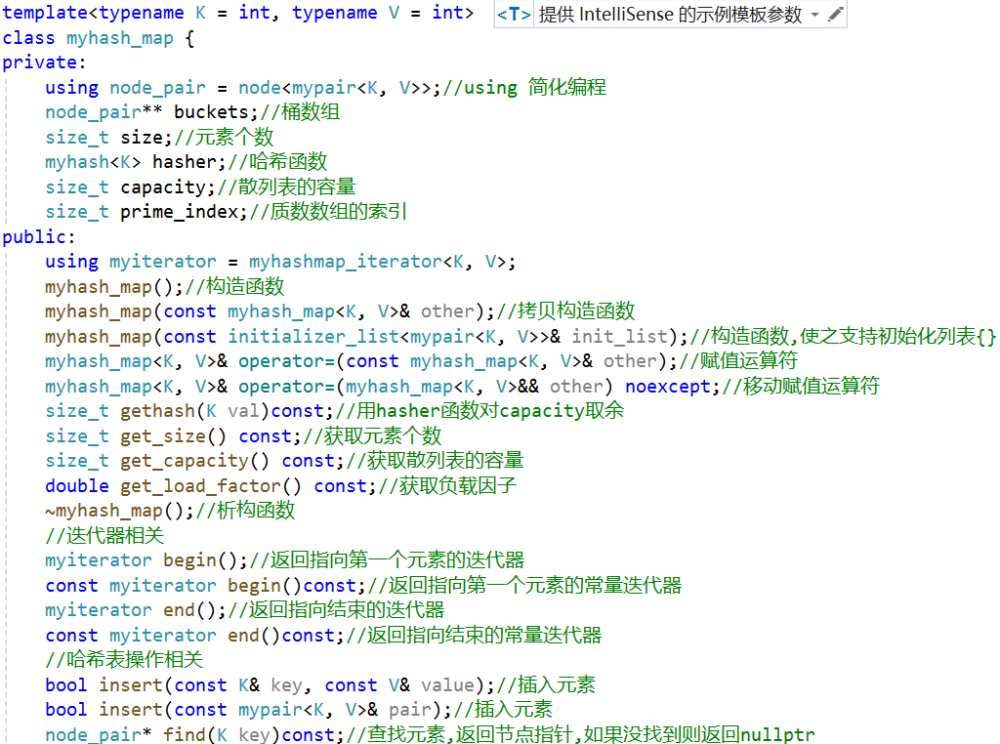 template<typename K = int, typename V = int> <T> 提供 IntelliSense 的示例模板参数
class myhash_map {
private:
using node_pair = node<mypair<K, V>>;//using 简化编程
node_pair** buckets;//桶数组
size_t size;//元素个数
myhash<K> hasher;//哈希函数
size_t capacity;//散列表的容量
size_t prime_index;//质数数组的索引
public:
using myiterator = myhashmap_iterator<K, V>;
myhash_map();//构造函数
myhash_map(const myhash_map<K, V>& other);//拷贝构造函数
myhash_map(const initializer_list<mypair<K, V>>& init_list);//构造函数,使之支持初始化列表{}
myhash_map<K, V>& operator=(const myhash_map<K, V>& other);//赋值运算符
myhash_map<K, V>& operator=(myhash_map<K, V>&& other) noexcept;//移动赋值运算符
size_t gethash(K val)const;//用hasher函数对capacity取余
size_t get_size() const;//获取元素个数
size_t get_capacity() const;//获取散列表的容量
double get_load_factor() const;//获取负载因子
~myhash_map();//析构函数
//迭代器相关
myiterator begin();//返回指向第一个元素的迭代器
const myiterator begin()const;//返回指向第一个元素的常量迭代器
myiterator end();//返回指向结束的迭代器
const myiterator end()const;//返回指向结束的常量迭代器
//哈希表操作相关
bool insert(const K& key, const V& value);//插入元素
bool insert(const mypair<K, V>& pair);//插入元素
node_pair* find(K key)const;//查找元素,返回节点指针,如果没找到则返回nullptr